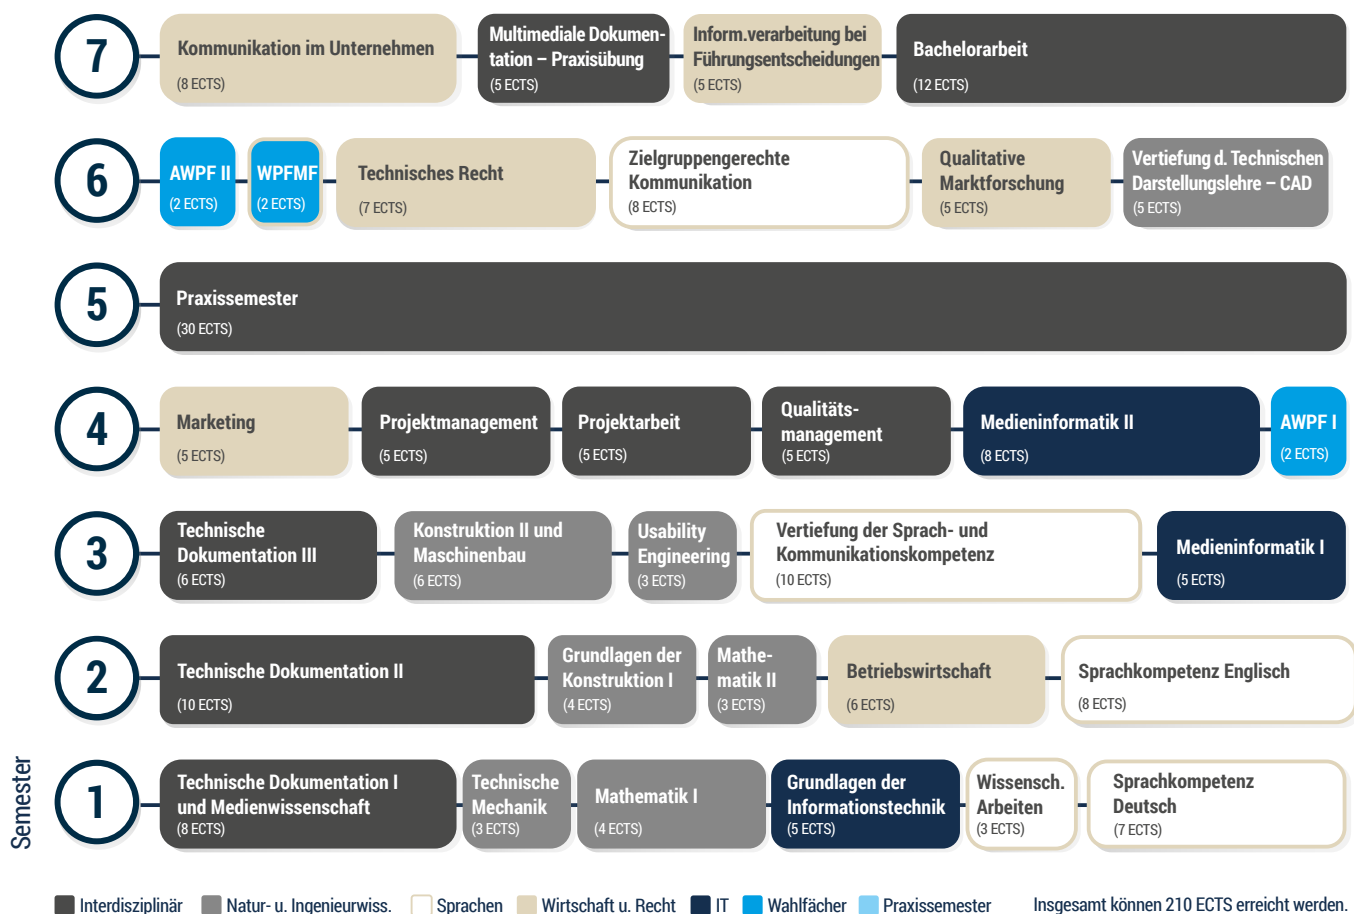 7
Kommunikation im Unternehmen
(8 ECTS)
Multimediale Dokumen-
tation – Praxisübung
(5 ECTS)
Inform.verarbeitung bei
Führungsentscheidungen
(5 ECTS)
Bachelorarbeit
(12 ECTS)
6
AWPF II
(2 ECTS)
WPFMF
(2 ECTS)
Technisches Recht
(7 ECTS)
Zielgruppengerechte
Kommunikation
(8 ECTS)
Qualitative
Marktforschung
(5 ECTS)
Vertiefung d. Technischen
Darstellungslehre – CAD
(5 ECTS)
5
Praxissemester
(30 ECTS)
4
Marketing
(5 ECTS)
Projektmanagement
(5 ECTS)
Projektarbeit
(5 ECTS)
Qualitäts-
management
(5 ECTS)
Medieninformatik II
(8 ECTS)
AWPF I
(2 ECTS)
3
Technische
Dokumentation III
(6 ECTS)
Konstruktion II und
Maschinenbau
(6 ECTS)
Usability
Engineering
(3 ECTS)
Vertiefung der Sprach- und
Kommunikationskompetenz
(10 ECTS)
Medieninformatik I
(5 ECTS)
2
Technische Dokumentation II
(10 ECTS)
Grundlagen der
Konstruktion I
(4 ECTS)
Mathe-
matik II
(3 ECTS)
Betriebswirtschaft
(6 ECTS)
Sprachkompetenz Englisch
(8 ECTS)
Semester
1
Technische Dokumentation I
und Medienwissenschaft
(8 ECTS)
Technische
Mechanik
(3 ECTS)
Mathematik I
(4 ECTS)
Grundlagen der
Informationstechnik
(5 ECTS)
Wissensch.
Arbeiten
(3 ECTS)
Sprachkompetenz
Deutsch
(7 ECTS)
Interdisziplinär
Natur- u. Ingenieurwiss.
Sprachen
Wirtschaft u. Recht
IT
Wahlfächer
Praxissemester
Insgesamt können 210 ECTS erreicht werden.